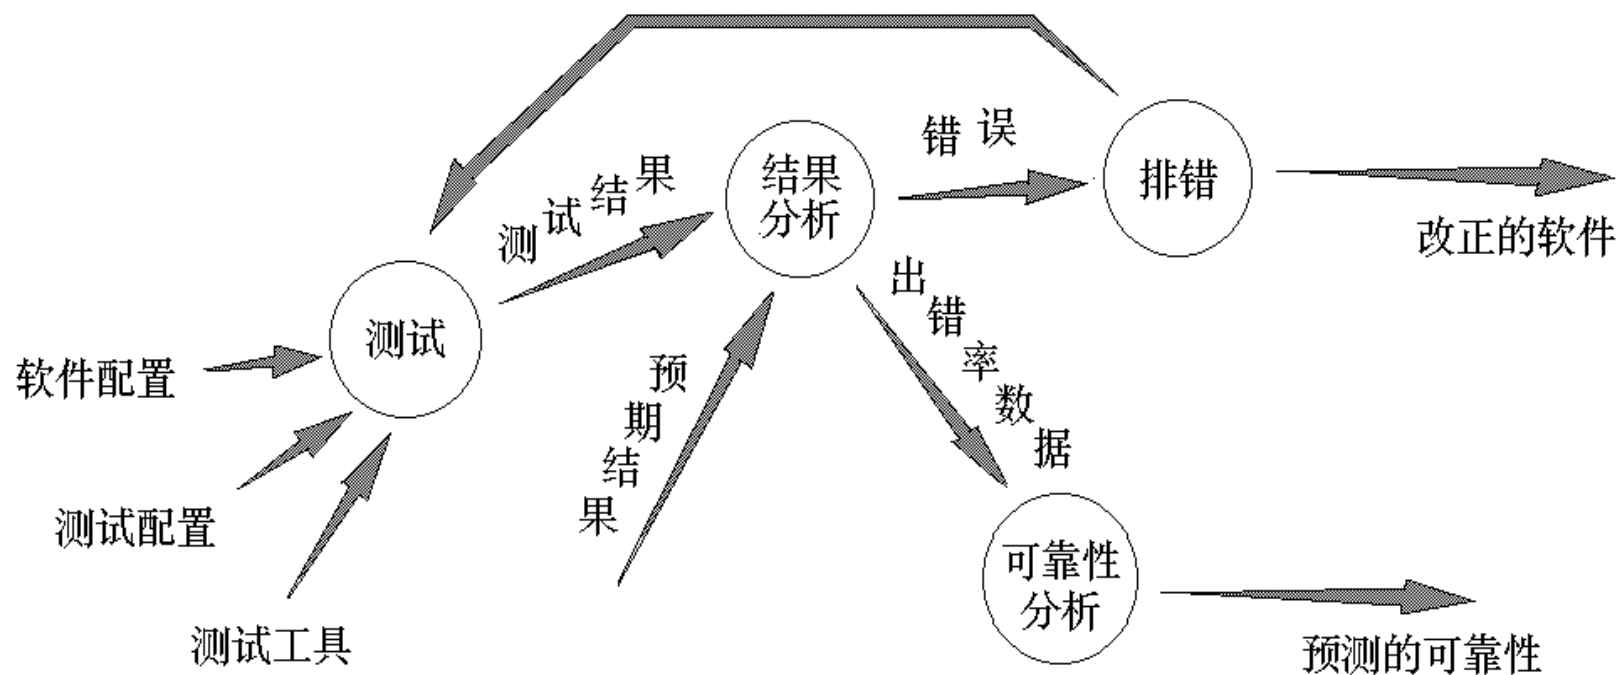 错误
结果
分析
排错
测试结果
改正的软件
出错率数据
测试
软件配置
预期结果
测试配置
可靠性
分析
测试工具
预测的可靠性